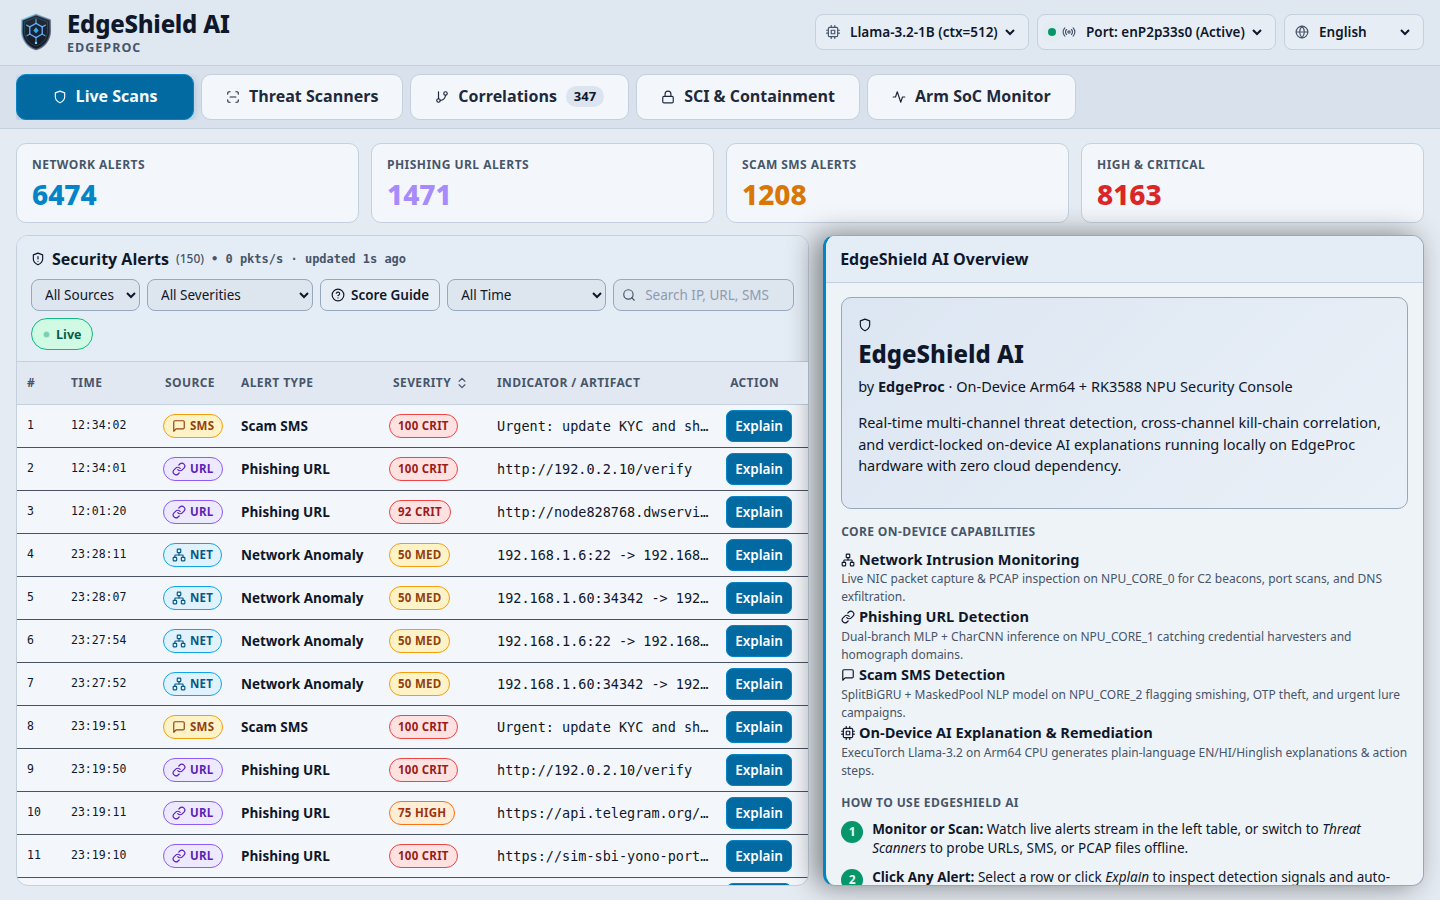 EdgeShield AI
EDGEPROC
Llama-3.2-1B (ctx=512)
Port: enP2p33s0 (Active)
English
Live Scans
Threat Scanners
Correlations 347
SCI & Containment
Arm SoC Monitor
NETWORK ALERTS
6474
PHISHING URL ALERTS
1471
SCAM SMS ALERTS
1208
HIGH & CRITICAL
8163
Security Alerts (150) • 0 pkts/s · updated 1s ago
All Sources
All Severities
Score Guide
All Time
Search IP, URL, SMS
Live
# TIME SOURCE ALERT TYPE SEVERITY INDICATOR / ARTIFACT ACTION
1 12:34:02 SMS Scam SMS 100 CRIT Urgent: update KYC and sh… Explain
2 12:34:01 URL Phishing URL 100 CRIT http://192.0.2.10/verify Explain
3 12:01:20 URL Phishing URL 92 CRIT http://node828768.dwservi… Explain
4 23:28:11 NET Network Anomaly 50 MED 192.168.1.6:22 -> 192.168… Explain
5 23:28:07 NET Network Anomaly 50 MED 192.168.1.60:34342 -> 192… Explain
6 23:27:54 NET Network Anomaly 50 MED 192.168.1.6:22 -> 192.168… Explain
7 23:27:52 NET Network Anomaly 50 MED 192.168.1.60:34342 -> 192… Explain
8 23:19:51 SMS Scam SMS 100 CRIT Urgent: update KYC and sh… Explain
9 23:19:50 URL Phishing URL 100 CRIT http://192.0.2.10/verify Explain
10 23:19:11 URL Phishing URL 75 HIGH https://api.telegram.org/… Explain
11 23:19:10 URL Phishing URL 100 CRIT https://sim-sbi-yono-port… Explain
EdgeShield AI Overview
EdgeShield AI
by EdgeProc · On-Device Arm64 + RK3588 NPU Security Console
Real-time multi-channel threat detection, cross-channel kill-chain correlation,
and verdict-locked on-device AI explanations running locally on EdgeProc
hardware with zero cloud dependency.
CORE ON-DEVICE CAPABILITIES
Network Intrusion Monitoring
Live NIC packet capture & PCAP inspection on NPU_CORE_0 for C2 beacons, port scans, and DNS
exfiltration.
Phishing URL Detection
Dual-branch MLP + CharCNN inference on NPU_CORE_1 catching credential harvesters and
homograph domains.
Scam SMS Detection
SplitBiGRU + MaskedPool NLP model on NPU_CORE_2 flagging smishing, OTP theft, and urgent lure
campaigns.
On-Device AI Explanation & Remediation
ExecuTorch Llama-3.2 on Arm64 CPU generates plain-language EN/HI/Hinglish explanations & action
steps.
HOW TO USE EDGESHIELD AI
1 Monitor or Scan: Watch live alerts stream in the left table, or switch to Threat
Scanners to probe URLs, SMS, or PCAP files offline.
2 Click Any Alert: Select a row or click Explain to inspect detection signals and auto-